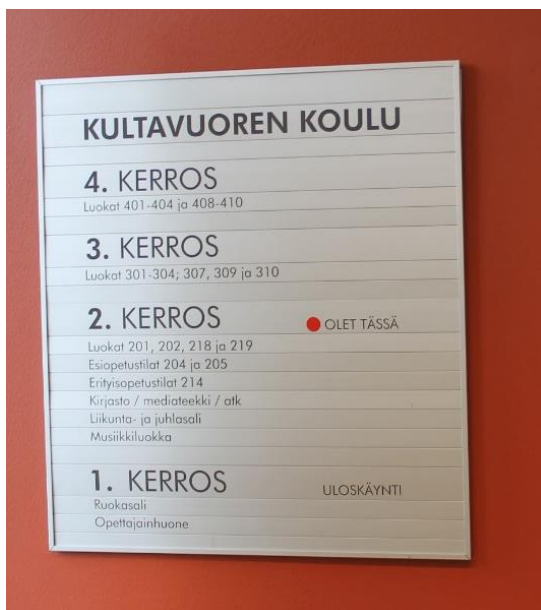 KULTAVUOREN KOULU
4. KERROS
Luokat 401-404 ja 408-410
3. KERROS
Luokat 301-304; 307, 309 ja 310
2. KERROS OLET TÄSSÄ
Luokat 201, 202, 218 ja 219
Esiopetustilat 204 ja 205
Erityisopetustilat 214
Kirjasto / mediateekki / atk
Liikunta- ja juhlasali
Musiikkiluokka
1. KERROS ULOSKÄYNTI
Ruokasali
Opettajainhuone